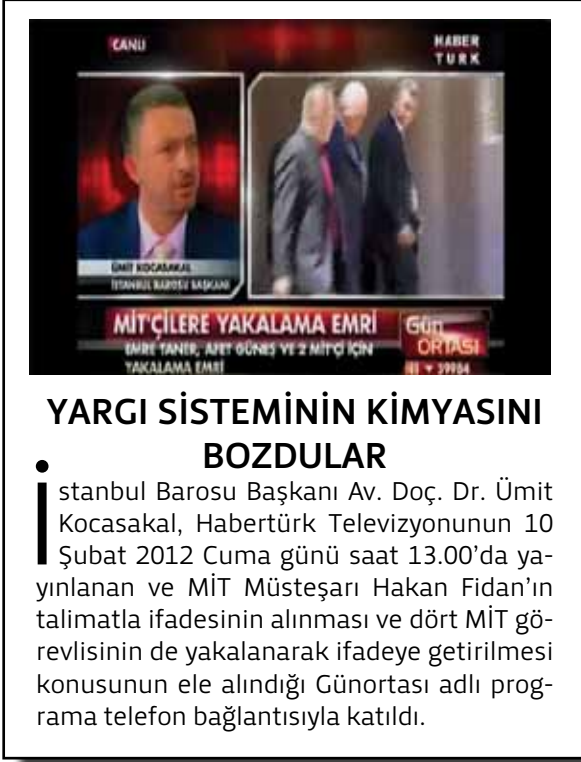 CANLI
HABER
TURK
ÜMİT KOCASAKAL
İSTANBUL BAROSU BAŞKANI
MİT'ÇİLERE YAKALAMA EMRİ
Gün
ORTASI
EMRE TANER, AFET GÜNEŞ VE 2 MİT'Çİ İÇİN
YAKALAMA EMRİ
39984
YARGI SİSTEMİNİN KİMYASINI
BOZDULAR
İstanbul Barosu Başkanı Av. Doç. Dr. Ümit
Kocasakal, Habertürk Televizyonunun 10
Şubat 2012 Cuma günü saat 13.00’da ya-
yınlanan ve MİT Müsteşarı Hakan Fidan’ın
talimatla ifadesinin alınması ve dört MİT gö-
revlisinin de yakalanarak ifadeye getirilmesi
konusunun ele alındığı Günortası adlı prog-
rama telefon bağlantısıyla katıldı.